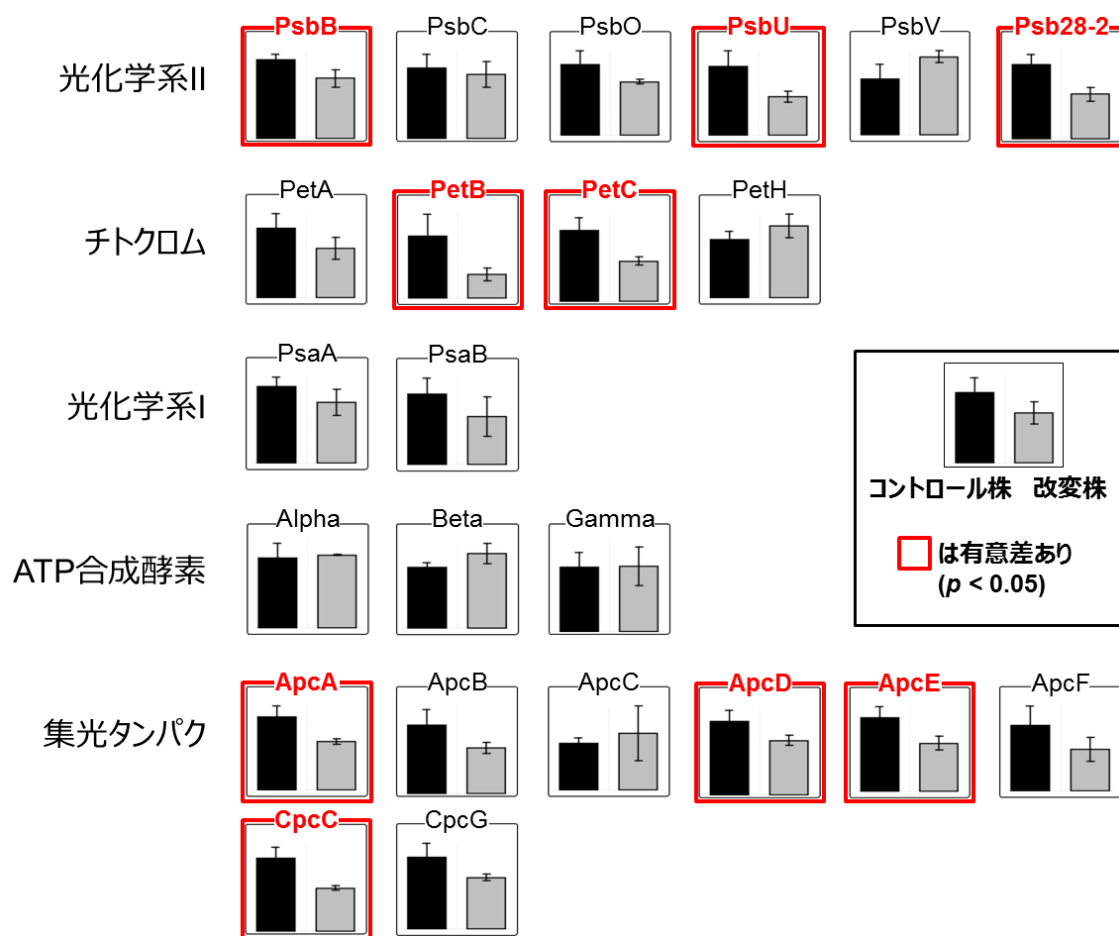 PsbB PsbC PsbO PsbU PsbV Psb28-2
光化学系II
PetA PetB PetC PetH
チトクロム
PsaA PsaB
光化学系I
コントロール株 改変株
は有意差あり
(p < 0.05)
Alpha Beta Gamma
ATP合成酵素
ApcA ApcB ApcC ApcD ApcE ApcF
集光タンパク
CpcC CpcG